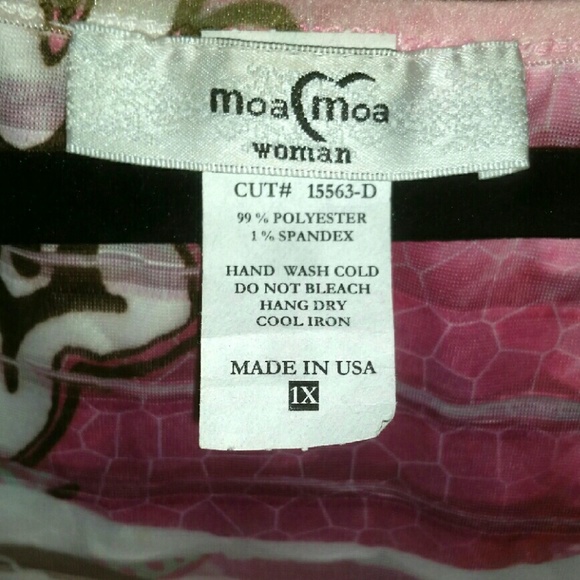 moa moa
woman
CUT# 15563-D
99 % POLYESTER
1 % SPANDEX
HAND WASH COLD
DO NOT BLEACH
HANG DRY
COOL IRON
MADE IN USA
1X